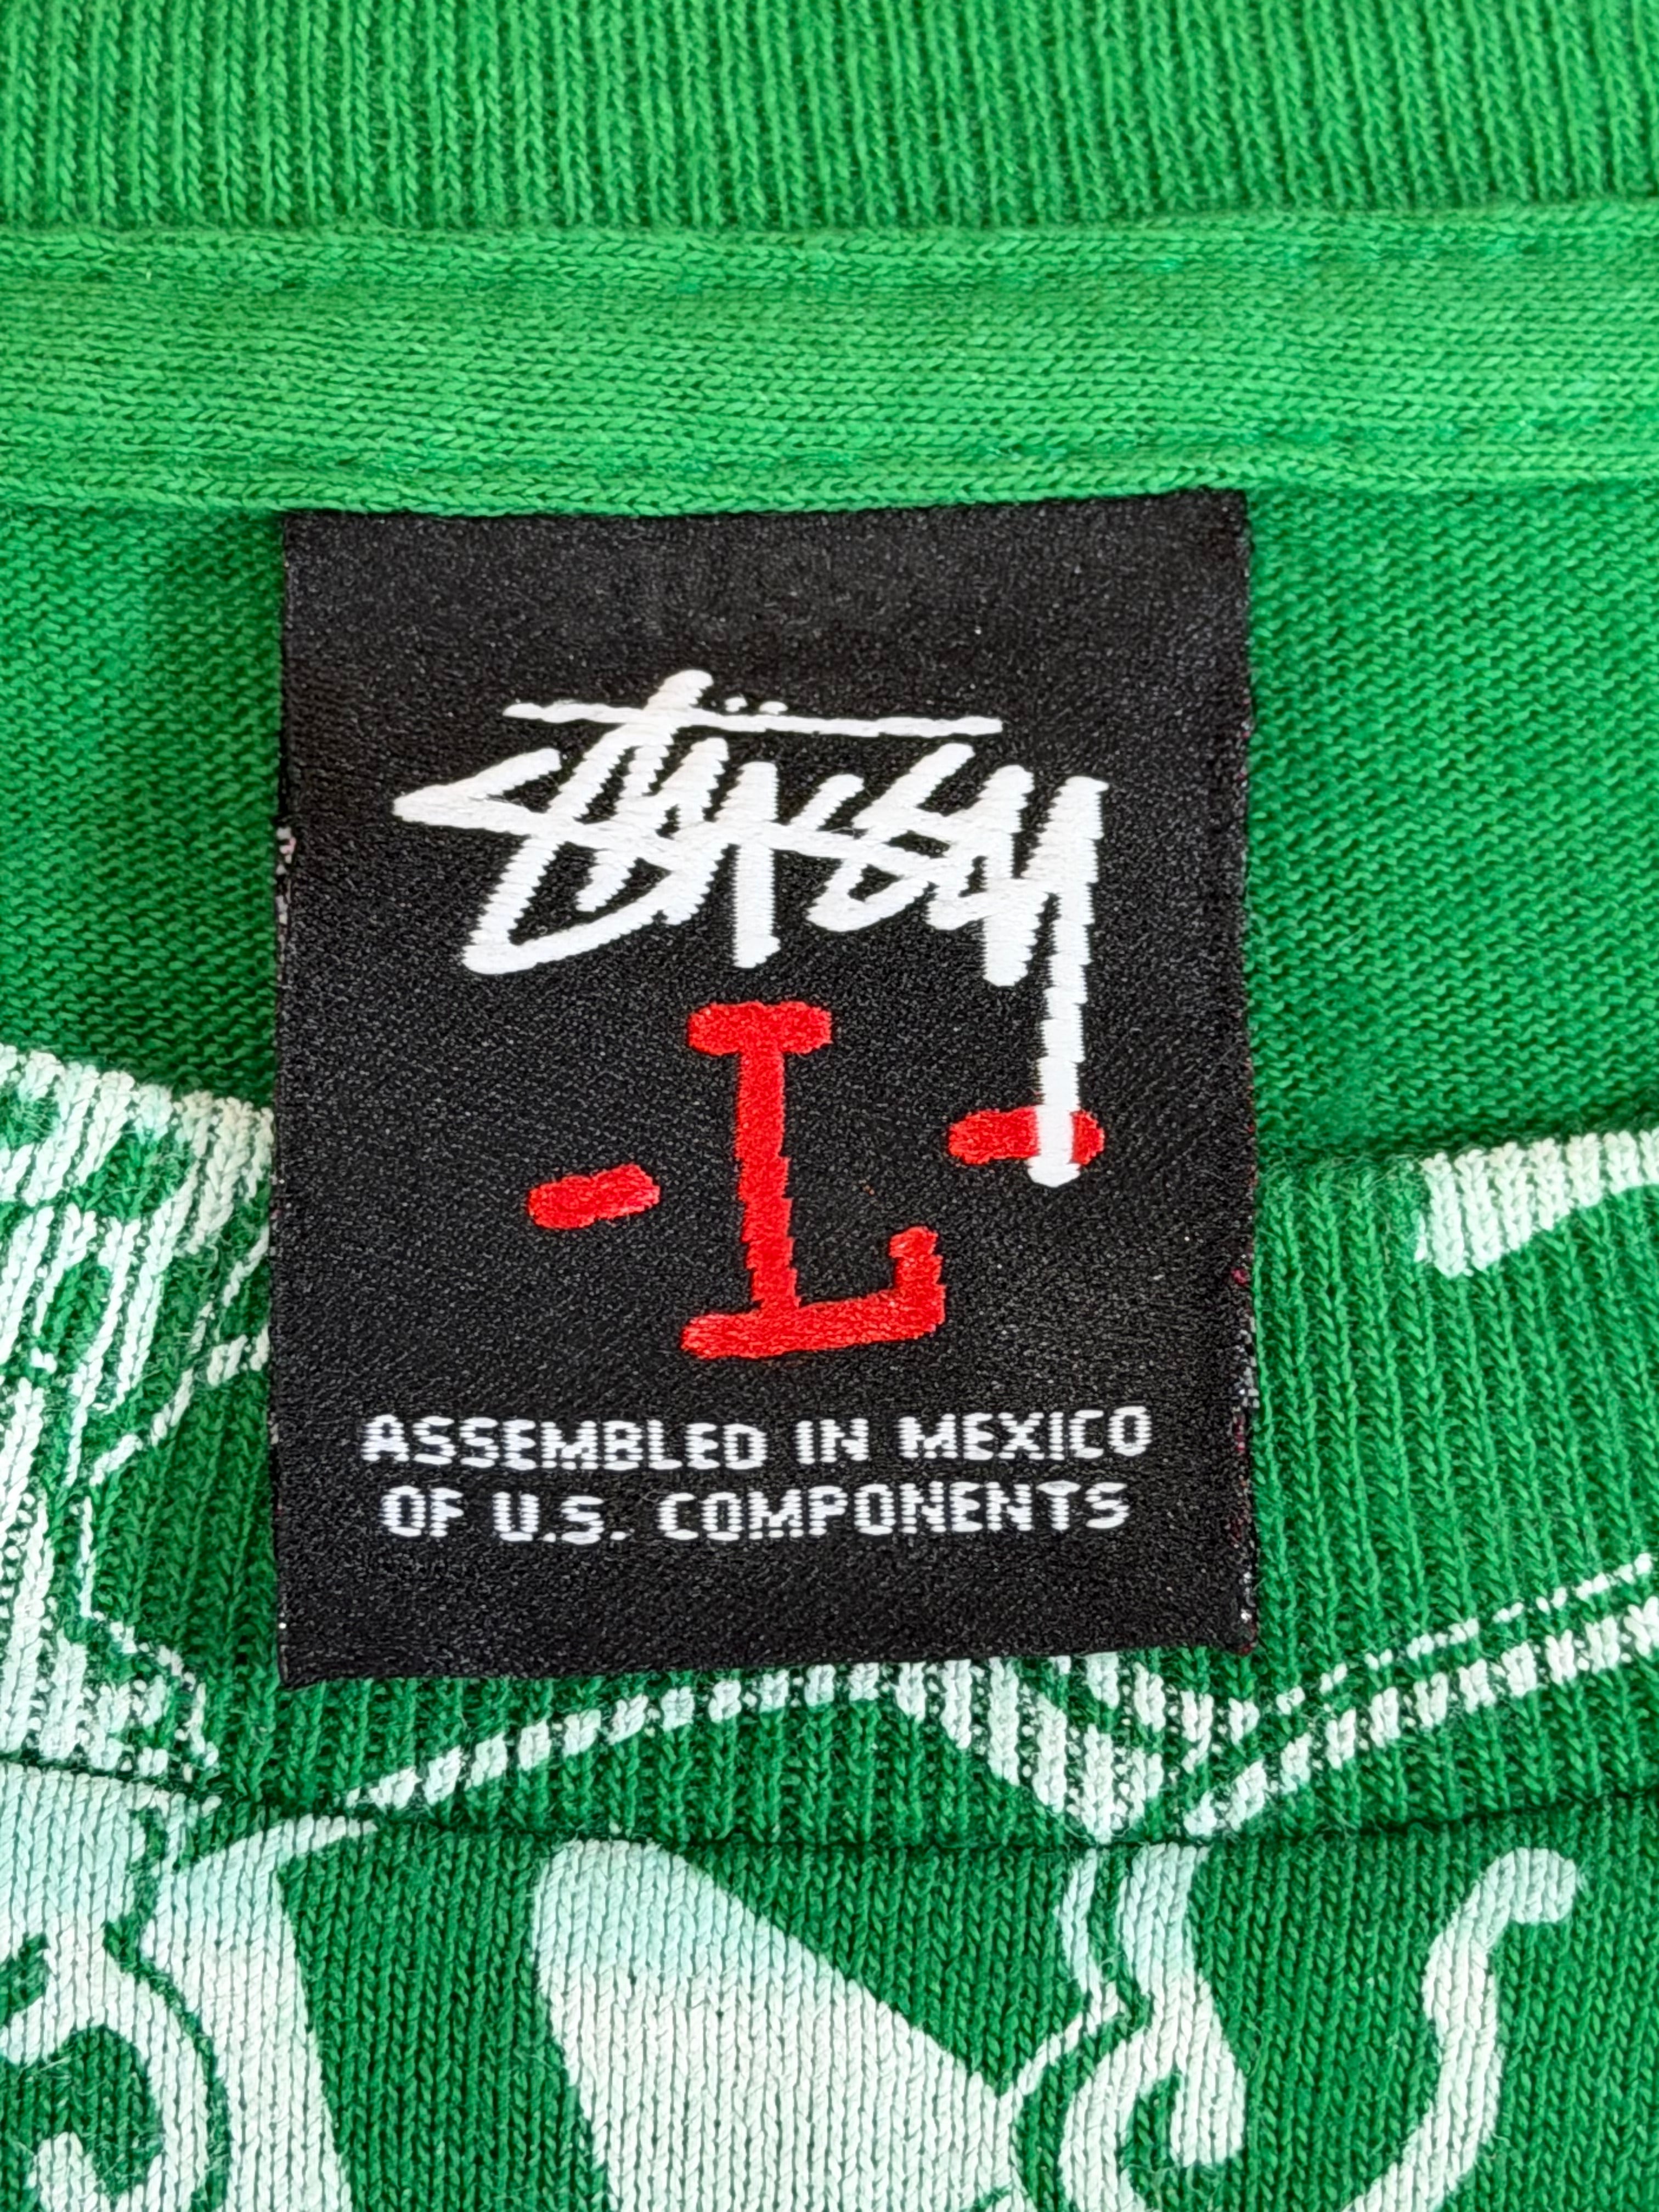 Stüssy
- L -
ASSEMBLED IN MEXICO
OF U.S. COMPONENTS